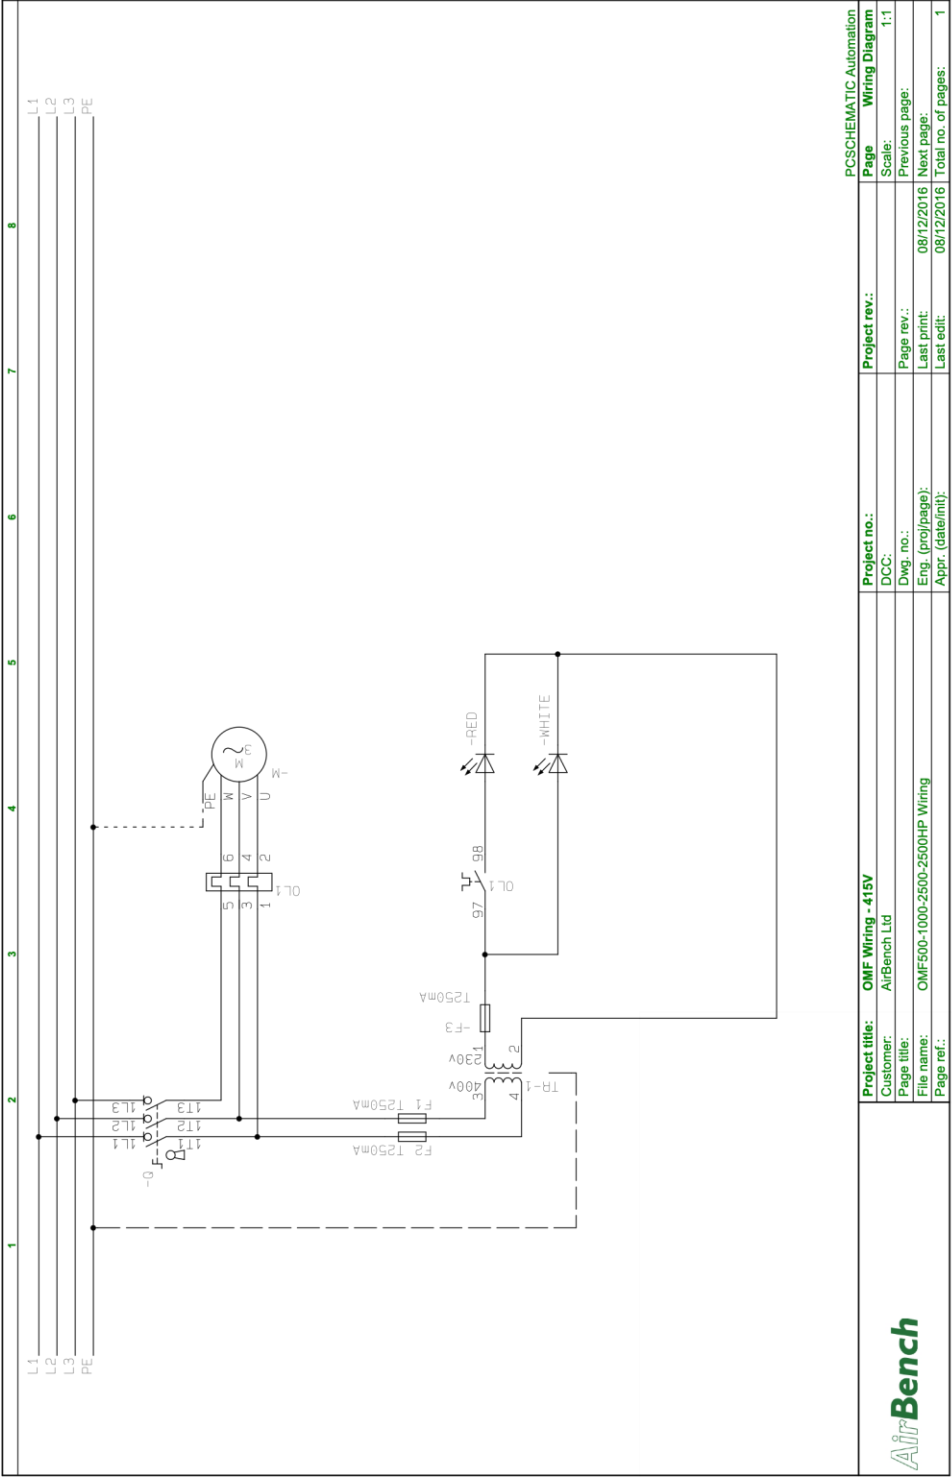 1 2 3 4 5 6 7 8
L1 L1
L2 L2
L3 L3
PE PE
-Q
1L1 1L2 1L3
1T1 1T2 1T3
5 6 W PE
3 4 V
1 2 U
OL1
M
3
-M
F1 T250mA
F2 T250mA
3 400v 230v 1
4 2
TR-1
-F3
T250mA
97 98
OL1
-RED
-WHITE
PCSCHEMATIC Automation
AirBench
Project title: OMF Wiring - 415V Project no.: Project rev.: Page Wiring Diagram
Customer: AirBench Ltd DCC: Scale: 1:1
Page title: Dwg. no.: Page rev.: Previous page:
File name: OMF500-1000-2500-2500HP Wiring Eng. (proj/page): Last print: 08/12/2016 Next page:
Page ref.: Appr. (date/init): Last edit: 08/12/2016 Total no. of pages: 1